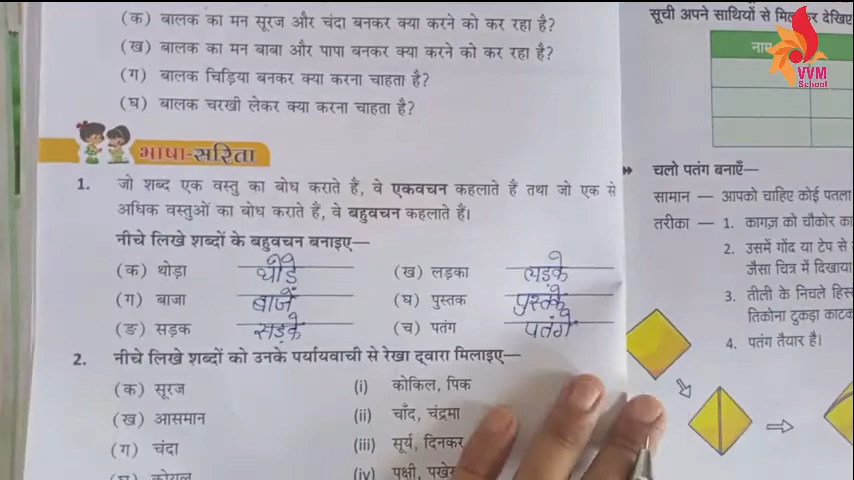 (क) बालक का मन सूरज और चंदा बनकर क्या करने को कर रहा है?
(ख) बालक का मन बाबा और पापा बनकर क्या करने को कर रहा है?
(ग) बालक चिड़िया बनकर क्या करना चाहता है?
(घ) बालक चरखी लेकर क्या करना चाहता है?
भाषा-सरिता
1. जो शब्द एक वस्तु का बोध कराते हैं, वे एकवचन कहलाते हैं तथा जो एक से
अधिक वस्तुओं का बोध कराते हैं, वे बहुवचन कहलाते हैं।
नीचे लिखे शब्दों के बहुवचन बनाइए—
(क) थोड़ा थोडे (ख) लड़का लड़के
(ग) बाजा बाजें (घ) पुस्तक पुस्तकें
(ङ) सड़क सड़कें (च) पतंग पतंगें
2. नीचे लिखे शब्दों को उनके पर्यायवाची से रेखा द्वारा मिलाइए—
(क) सूरज (i) कोकिल, पिक
(ख) आसमान (ii) चाँद, चंद्रमा
(ग) चंदा (iii) सूर्य, दिनकर
(घ) कोयल (iv) पक्षी,
सूची अपने साथियों से देखिए
VVM
School
चलो पतंग बनाएँ—
सामान — आपको चाहिए कोई पतला
तरीका — 1. कागज़ को चौकोर
2. उसमें गोंद या टेप से
जैसा चित्र में दिखाया
3. तीली के निचले
तिकोना टुकड़ा
4. पतंग तैयार है।